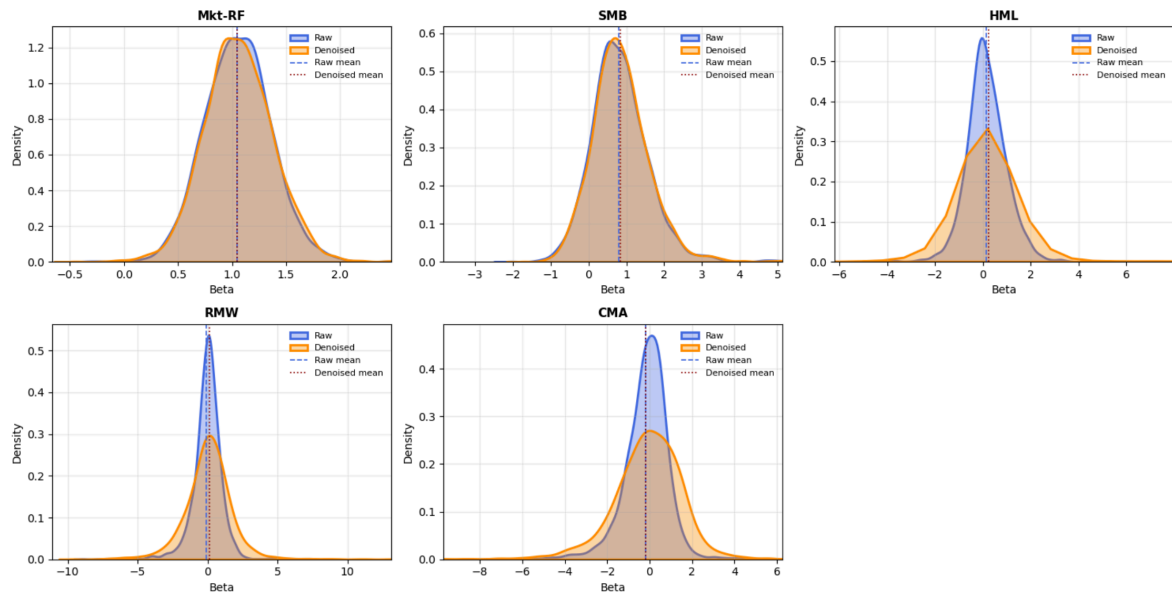 Mkt-RF
Density
1.2
1.0
0.8
0.6
0.4
0.2
0.0
Raw
Denoised
Raw mean
Denoised mean
-0.5 0.0 0.5 1.0 1.5 2.0
Beta
SMB
Density
0.6
0.5
0.4
0.3
0.2
0.1
0.0
Raw
Denoised
Raw mean
Denoised mean
−3 −2 −1 0 1 2 3 4 5
Beta
HML
Density
0.5
0.4
0.3
0.2
0.1
0.0
Raw
Denoised
Raw mean
Denoised mean
−6 −4 −2 0 2 4 6
Beta
RMW
Density
0.5
0.4
0.3
0.2
0.1
0.0
Raw
Denoised
Raw mean
Denoised mean
−10 −5 0 5 10
Beta
CMA
Density
0.4
0.3
0.2
0.1
0.0
Raw
Denoised
Raw mean
Denoised mean
−8 −6 −4 −2 0 2 4 6
Beta